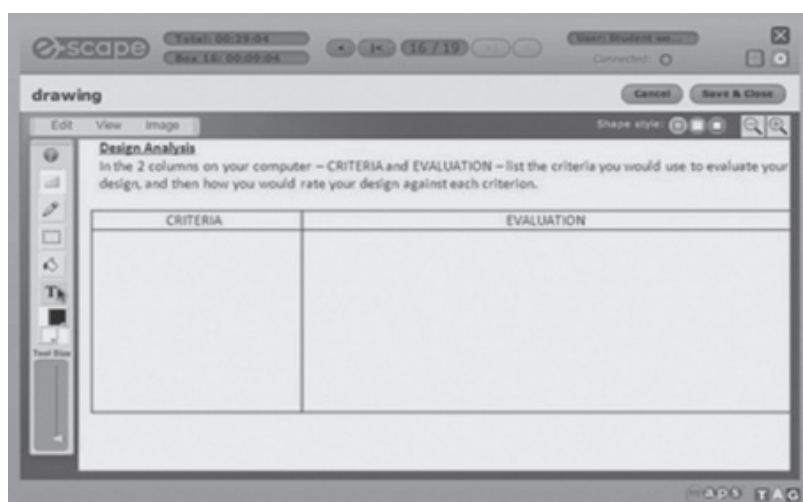 e-scape
Total: 00:29:04
Box 16: 00:09:04
16 / 19
User: Student we...
Connected:
drawing
Cancel
Save & Close
Edit View Image
Shape style:
Design Analysis
In the 2 columns on your computer – CRITERIA and EVALUATION – list the criteria you would use to evaluate your
design, and then how you would rate your design against each criterion.
CRITERIA EVALUATION
T
Tool Size
T A G